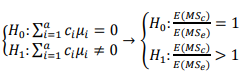 {H₀: ∑ᵢ₌₁ᵃ cᵢμᵢ = 0 → {H₀: E(MS_c)/E(MS_E) = 1
{H₁: ∑ᵢ₌₁ᵃ cᵢμᵢ ≠ 0 {H₁: E(MS_c)/E(MS_E) > 1